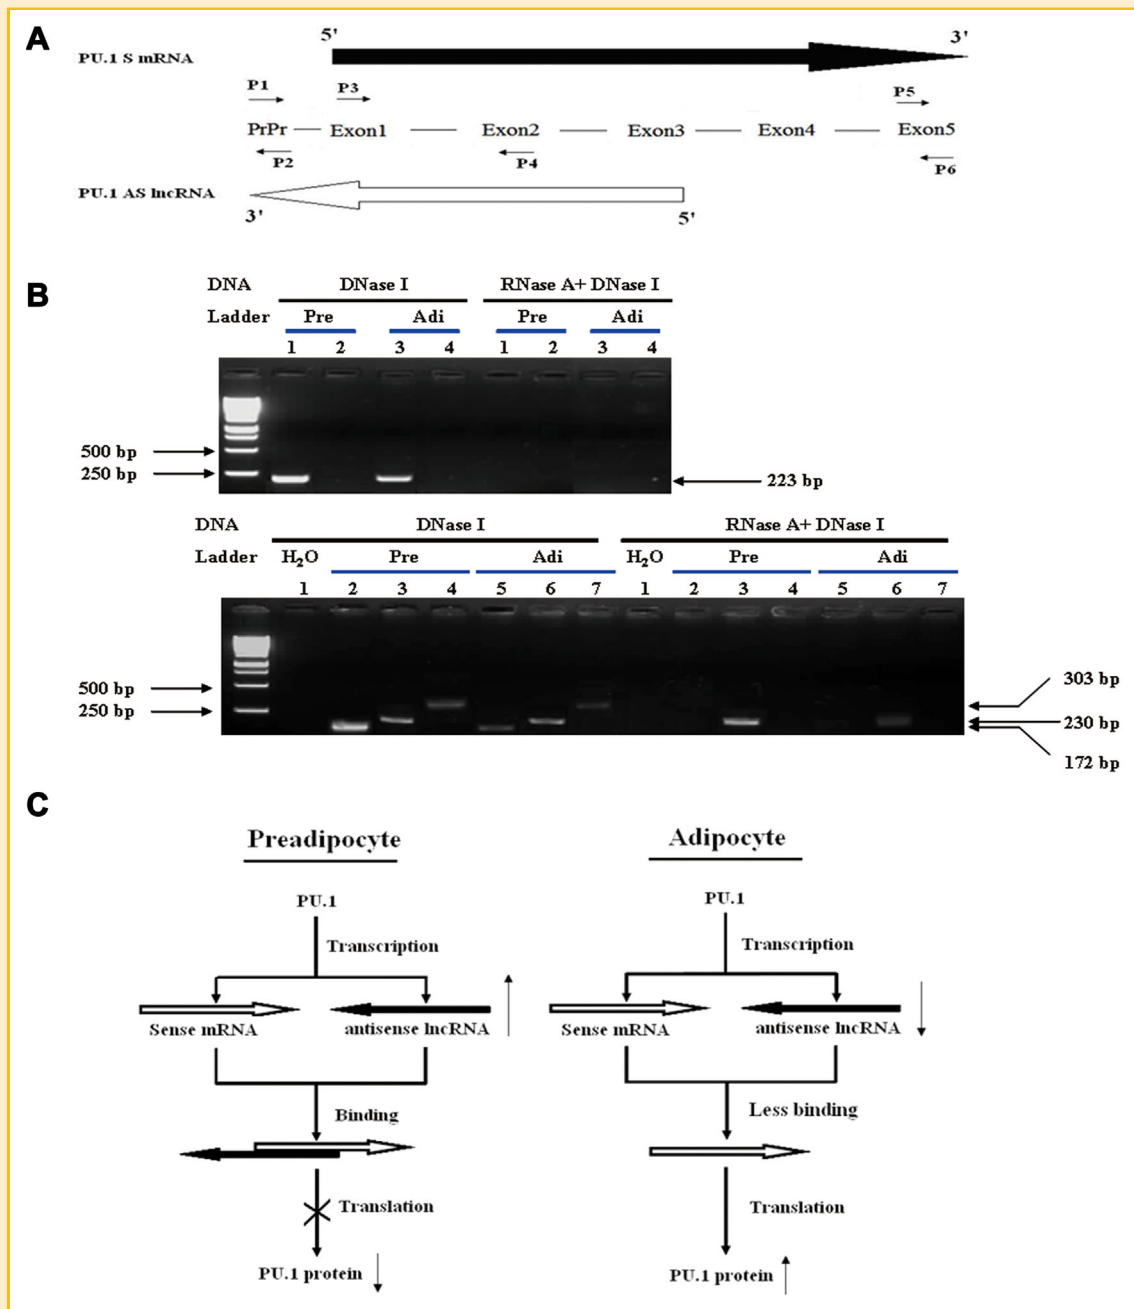 A
5'
3'
PU.1 S mRNA
P1
P3
P5
PrPr
Exon1
Exon2
Exon3
Exon4
Exon5
P2
P4
P6
PU.1 AS lncRNA
3'
5'
B
DNA
DNase I
RNase A+ DNase I
Ladder
Pre
Adi
Pre
Adi
1 2 3 4 1 2 3 4
500 bp
250 bp
223 bp
DNA
DNase I
RNase A+ DNase I
Ladder
H2O
Pre
Adi
H2O
Pre
Adi
1 2 3 4 5 6 7 1 2 3 4 5 6 7
500 bp
250 bp
303 bp
230 bp
172 bp
C
Preadipocyte
PU.1
Transcription
Sense mRNA
antisense lncRNA
Binding
Translation
PU.1 protein
Adipocyte
PU.1
Transcription
Sense mRNA
antisense lncRNA
Less binding
Translation
PU.1 protein